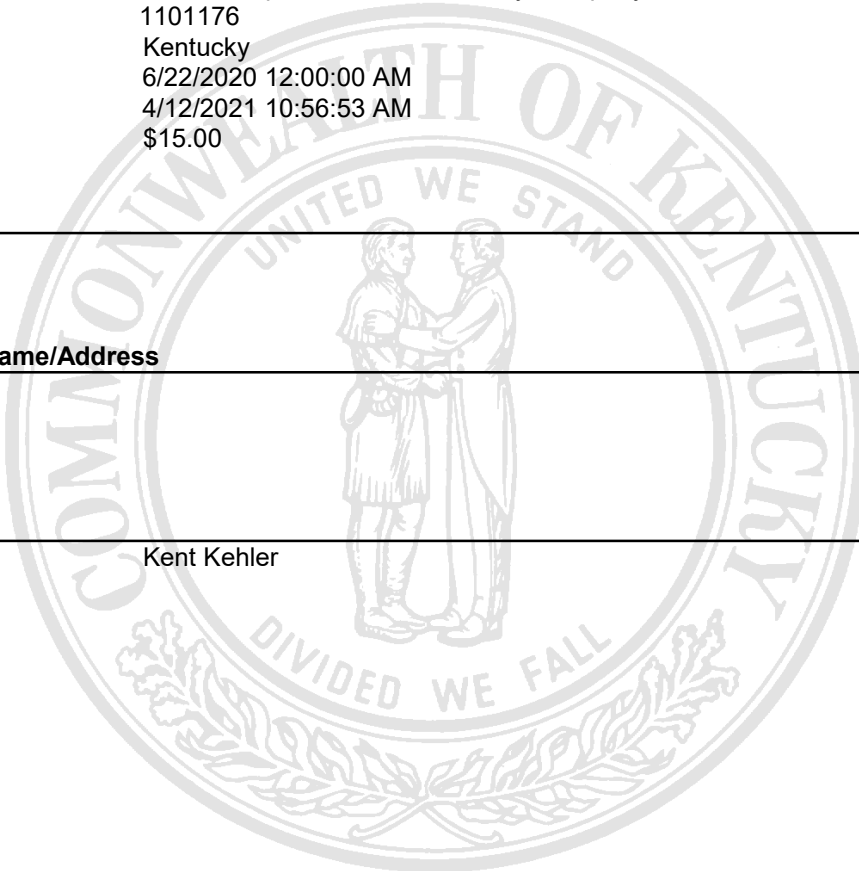 1101176
Kentucky
6/22/2020 12:00:00 AM
4/12/2021 10:56:53 AM
$15.00
COMMONWEALTH OF KENTUCKY
UNITED WE STAND
ame/Address
Kent Kehler
DIVIDED WE FALL